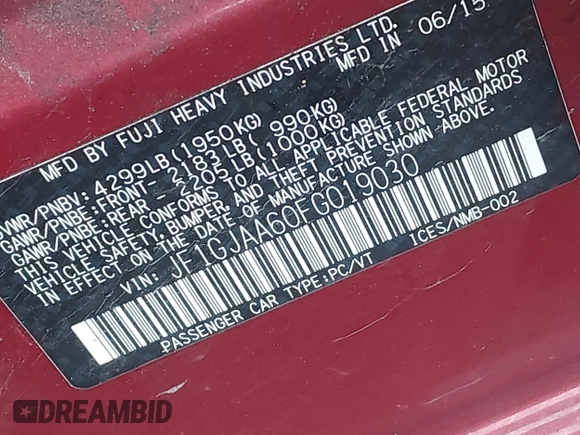 MFD BY FUJI HEAVY INDUSTRIES LTD.
MFD IN 06/15
GVWR/PNBV: 4299LB(1950KG)
GAWR/PNBE:FRONT- 2183LB( 990KG)
GAWR/PNBE:REAR - 2205LB(1000KG)
THIS VEHICLE CONFORMS TO ALL APPLICABLE FEDERAL MOTOR
VEHICLE SAFETY,BUMPER, AND THEFT PREVENTION STANDARDS
IN EFFECT ON THE DATE OF MANUFACTURE SHOWN ABOVE.
VIN: JF1GJAA60FG019030
PASSENGER CAR TYPE:PC/VT ICES/NMB-002
DREAMBID